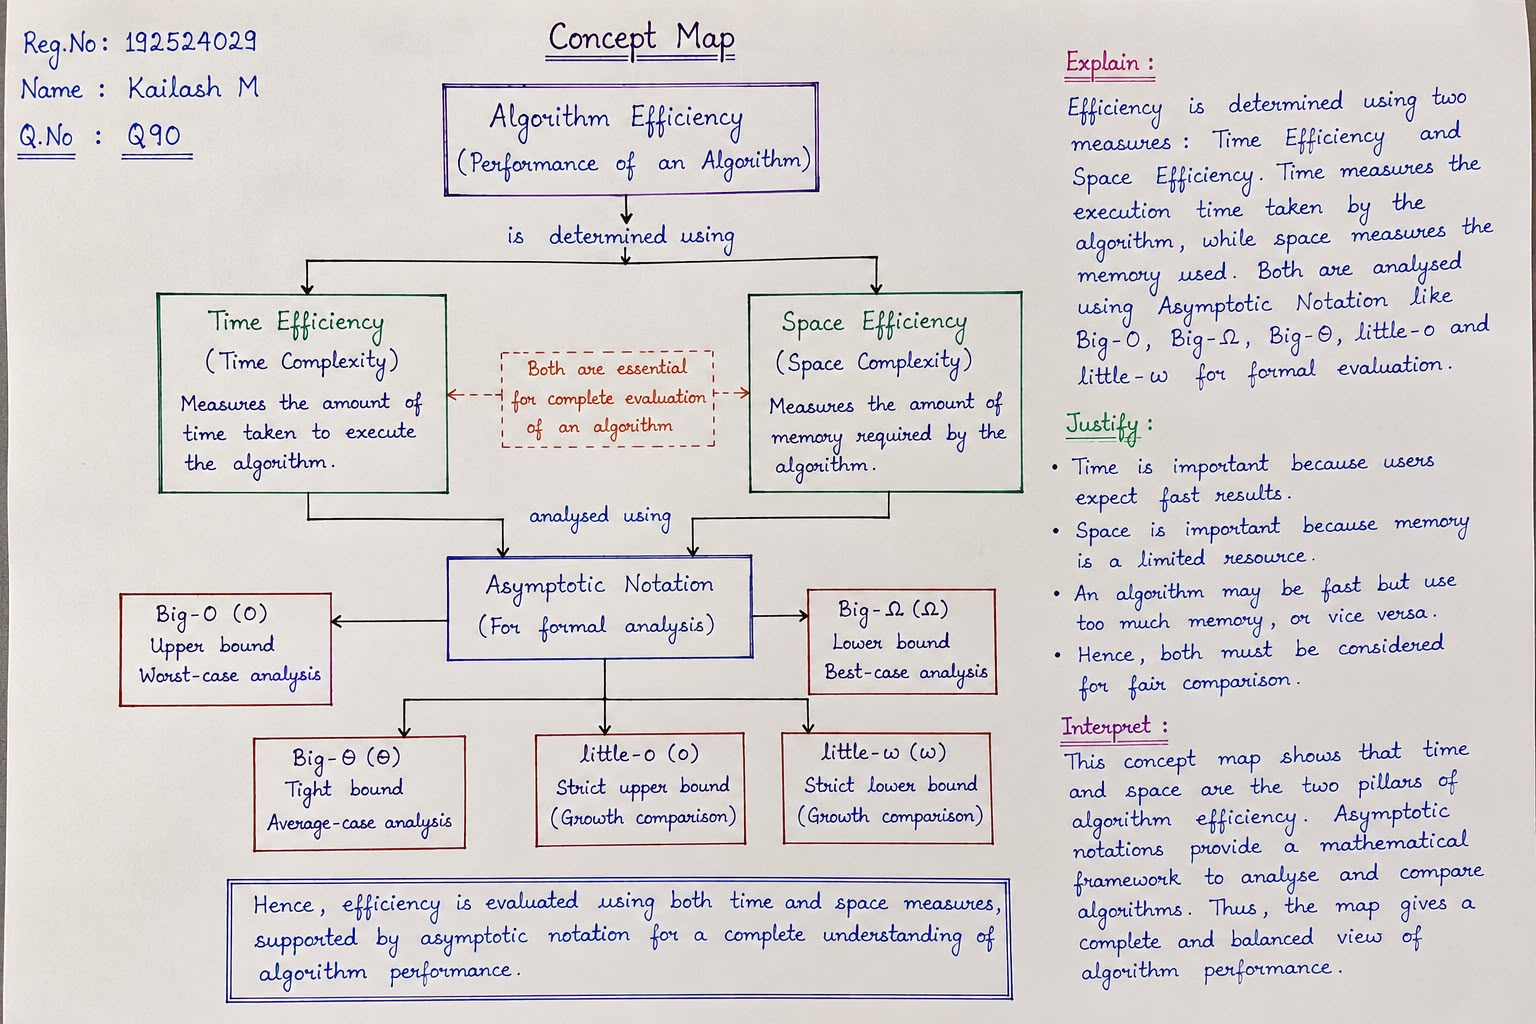 Reg.No: 192524029
Name : Kailash M
Q.No : Q90
Concept Map
Algorithm Efficiency
(Performance of an Algorithm)
is determined using
Time Efficiency
(Time Complexity)
Measures the amount of
time taken to execute
the algorithm.
Both are essential
for complete evaluation
of an algorithm
Space Efficiency
(Space Complexity)
Measures the amount of
memory required by the
algorithm.
analysed using
Asymptotic Notation
(For formal analysis)
Big-O (O)
Upper bound
Worst-case analysis
Big-Ω (Ω)
Lower bound
Best-case analysis
Big-Θ (Θ)
Tight bound
Average-case analysis
little-o (o)
Strict upper bound
(Growth comparison)
little-ω (ω)
Strict lower bound
(Growth comparison)
Hence, efficiency is evaluated using both time and space measures,
supported by asymptotic notation for a complete understanding of
algorithm performance.
Explain :
Efficiency is determined using two
measures : Time Efficiency and
Space Efficiency. Time measures the
execution time taken by the
algorithm, while space measures the
memory used. Both are analysed
using Asymptotic Notation like
Big-O, Big-Ω, Big-Θ, little-o and
little-ω for formal evaluation.
Justify :
• Time is important because users
expect fast results.
• Space is important because memory
is a limited resource.
• An algorithm may be fast but use
too much memory, or vice versa.
• Hence, both must be considered
for fair comparison.
Interpret :
This concept map shows that time
and space are the two pillars of
algorithm efficiency. Asymptotic
notations provide a mathematical
framework to analyse and compare
algorithms. Thus, the map gives a
complete and balanced view of
algorithm performance.